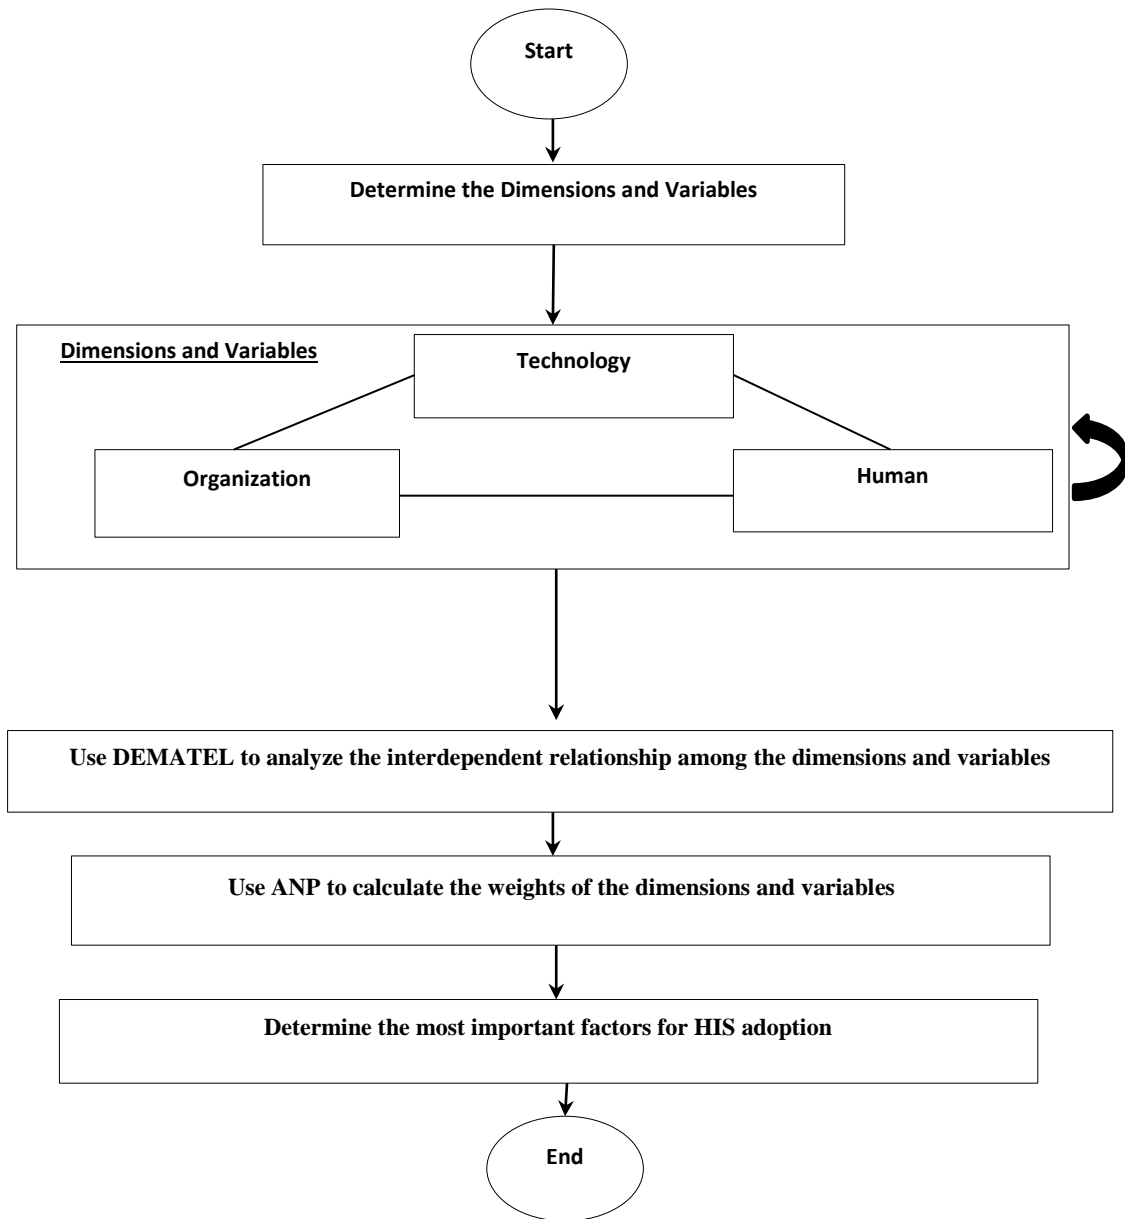 Start
Determine the Dimensions and Variables
Dimensions and Variables
Technology
Organization
Human
Use DEMATEL to analyze the interdependent relationship among the dimensions and variables
Use ANP to calculate the weights of the dimensions and variables
Determine the most important factors for HIS adoption
End